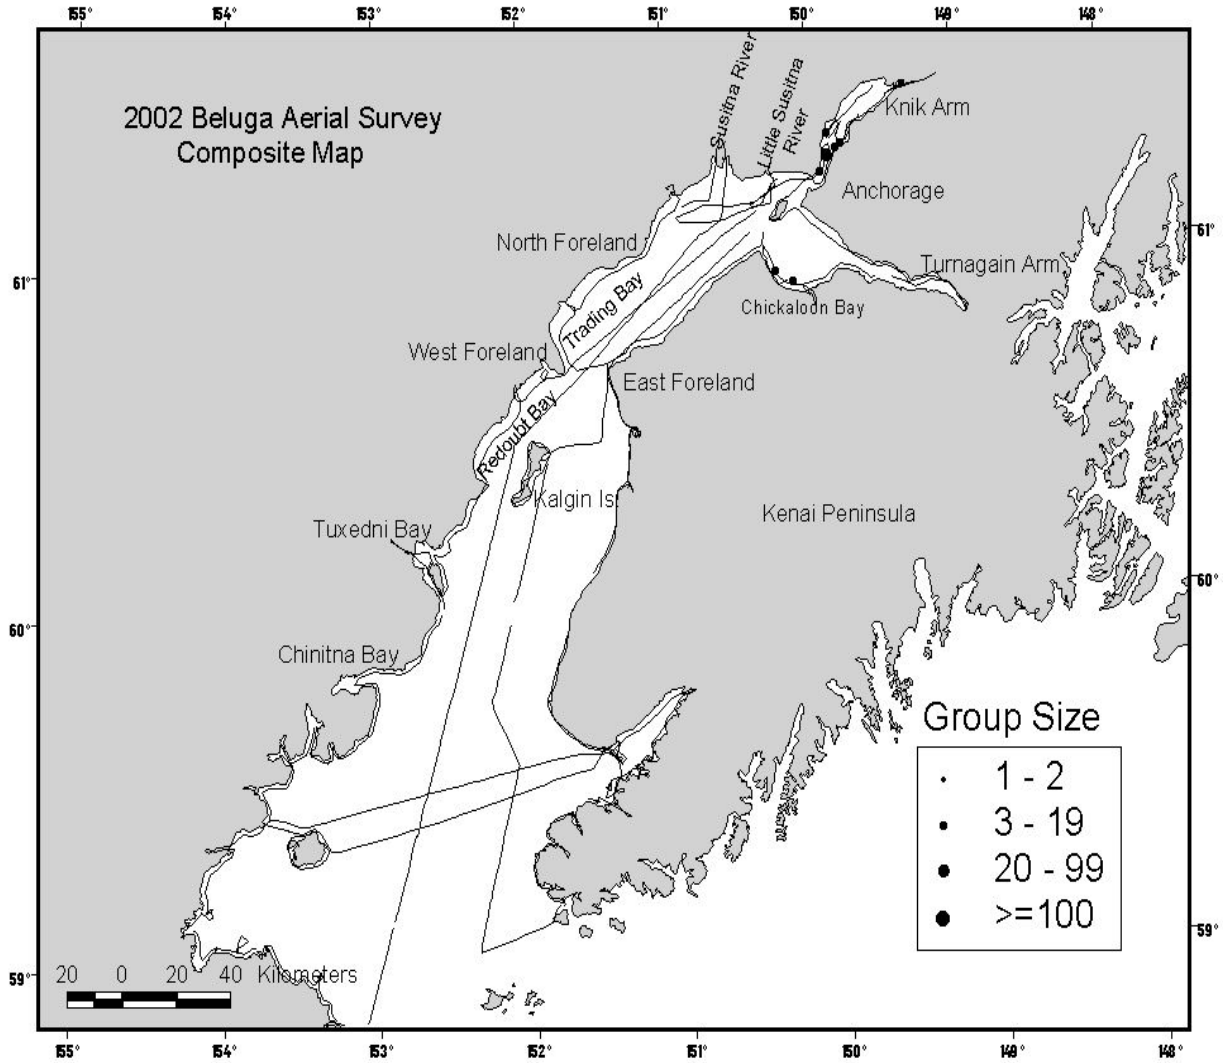 155° 154° 153° 152° 151° 150° 149° 148°
2002 Beluga Aerial Survey
Composite Map
Susitna River
Little Susitna
River
Knik Arm
Anchorage
North Foreland
Turnagain Arm
61°
61°
Trading Bay
Chickaloon Bay
West Foreland
East Foreland
Redoubt Bay
Kalgin Is.
Kenai Peninsula
Tuxedni Bay
60°
60°
Chinitna Bay
Group Size
1 - 2
3 - 19
20 - 99
>=100
59°
59°
20 0 20 40 Kilometers
155° 154° 153° 152° 151° 150° 149° 148°